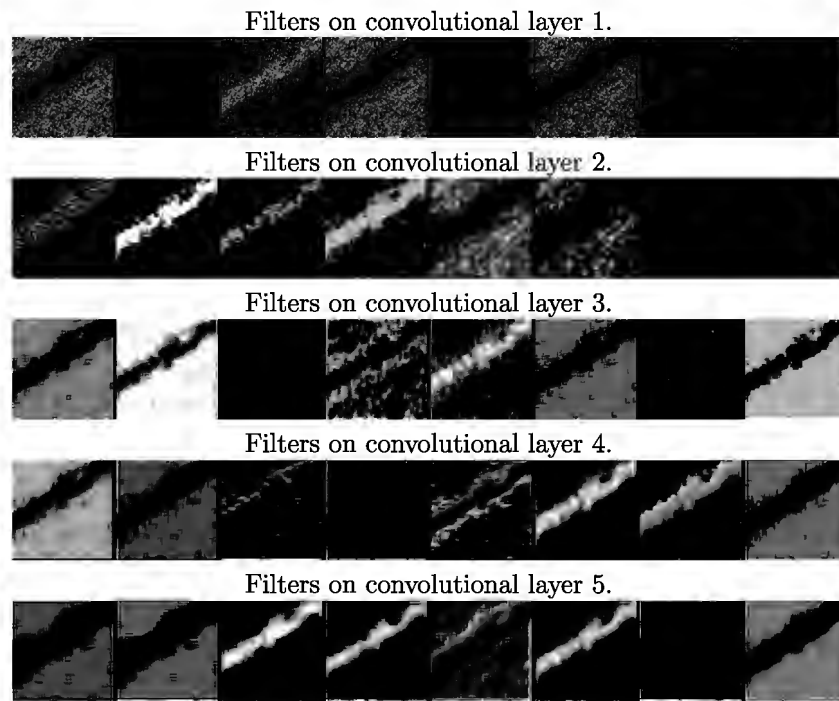 Filters on convolutional layer 1.
Filters on convolutional layer 2.
Filters on convolutional layer 3.
Filters on convolutional layer 4.
Filters on convolutional layer 5.